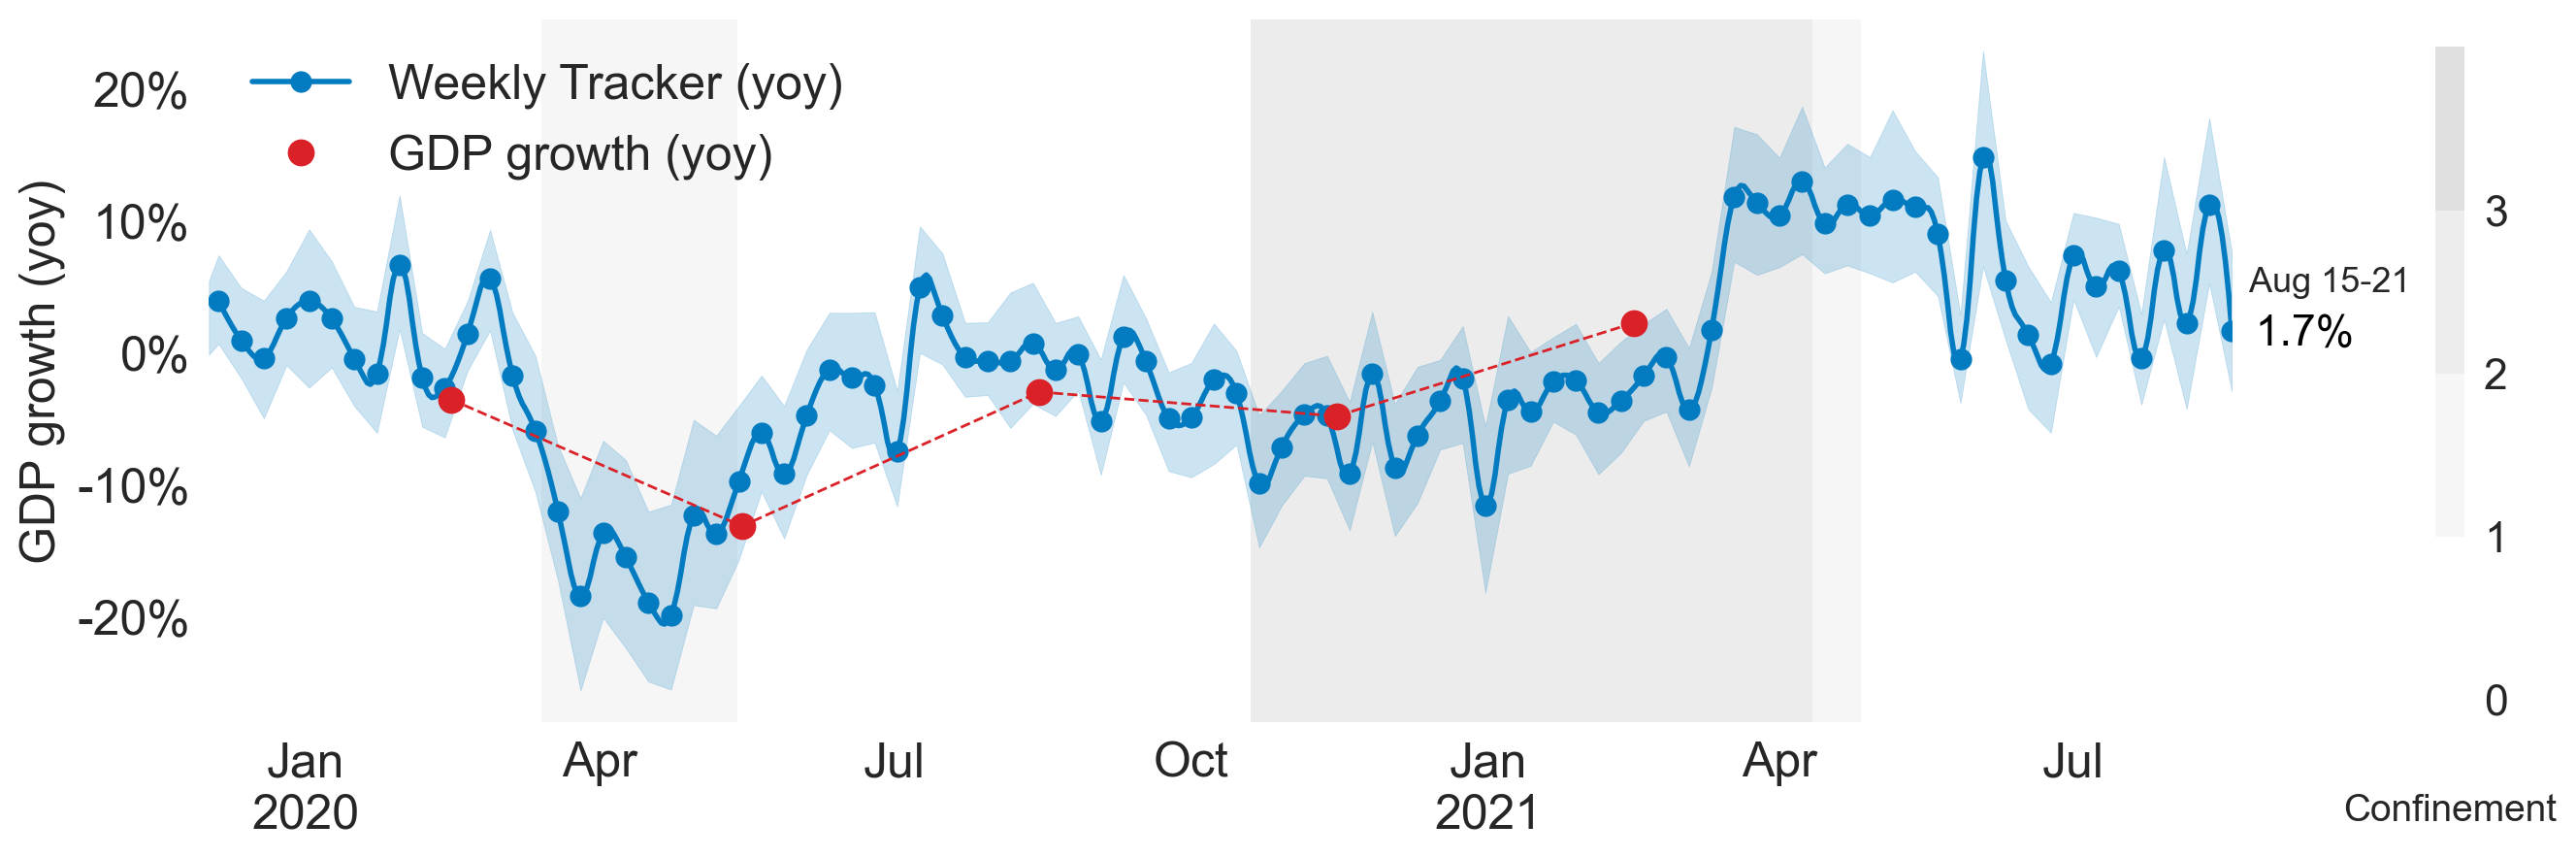 Weekly Tracker (yoy)
GDP growth (yoy)
GDP growth (yoy)
20%
10%
0%
-10%
-20%
Jan
2020
Apr
Jul
Oct
Jan
2021
Apr
Jul
Aug 15-21
1.7%
3
2
1
0
Confinement